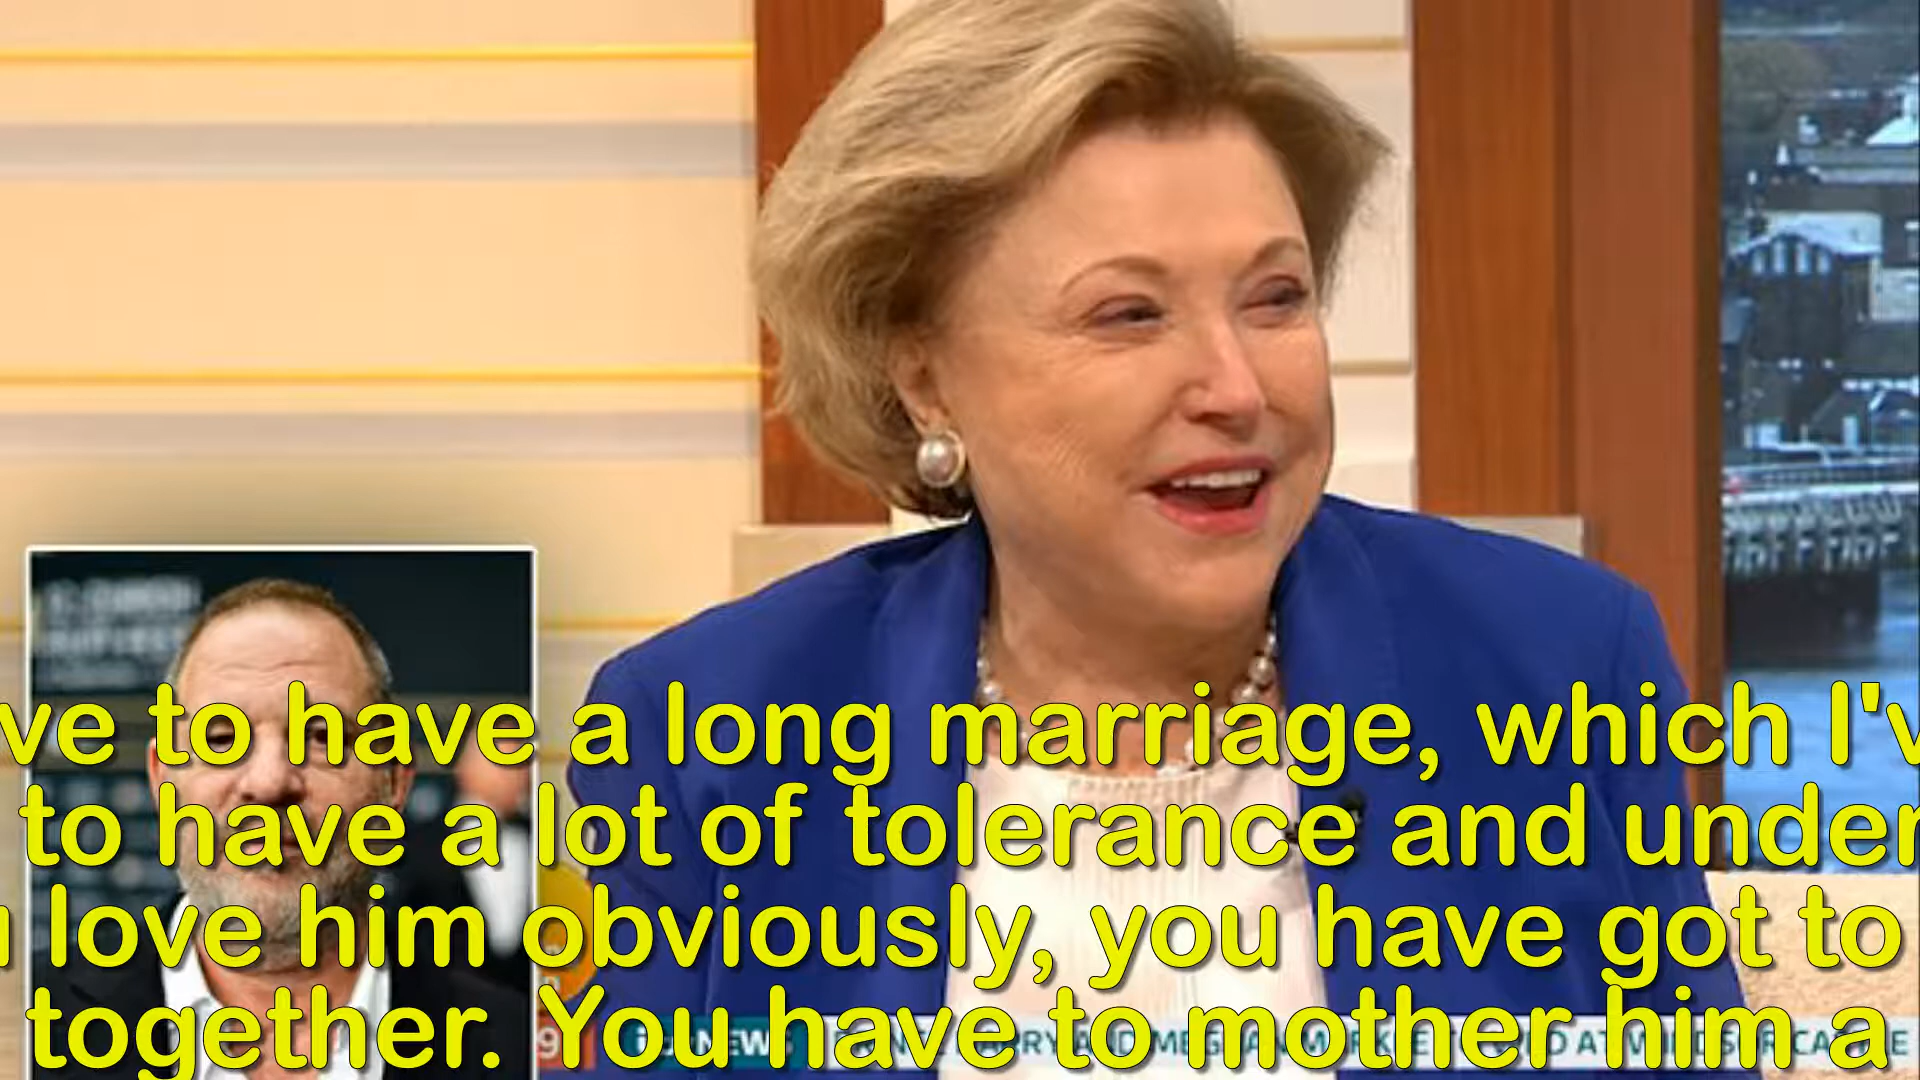 ve to have a long marriage, which I'v
to have a lot of tolerance and under
love him obviously, you have got to
together. You have to mother him a
NEWS